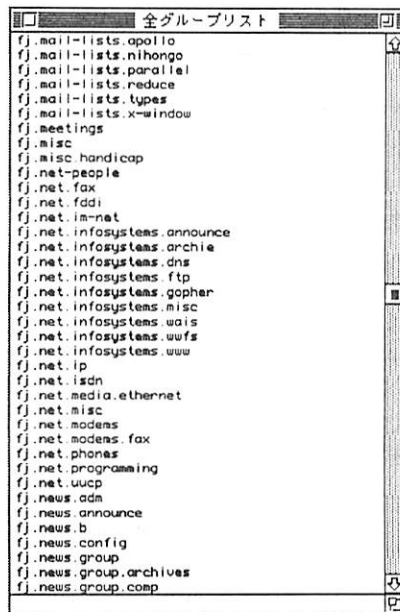 全グループリスト
fj.mail-lists.apollo
fj.mail-lists.nihongo
fj.mail-lists.parallel
fj.mail-lists.reduce
fj.mail-lists.types
fj.mail-lists.x-window
fj.meetings
fj.misc
fj.misc.handicap
fj.net-people
fj.net.fax
fj.net.fddi
fj.net.im-net
fj.net.infosystems.announce
fj.net.infosystems.archie
fj.net.infosystems.dns
fj.net.infosystems.ftp
fj.net.infosystems.gopher
fj.net.infosystems.misc
fj.net.infosystems.wais
fj.net.infosystems.wwfs
fj.net.infosystems.www
fj.net.ip
fj.net.isdn
fj.net.media.ethernet
fj.net.misc
fj.net.modems
fj.net.modems.fax
fj.net.phones
fj.net.programming
fj.net.uucp
fj.news.adm
fj.news.announce
fj.news.b
fj.news.config
fj.news.group
fj.news.group.archives
fj.news.group.comp